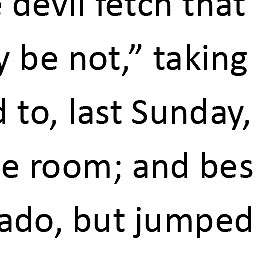 devil fetch that
y be not,” taking
d to, last Sunday,
e room; and bes
ado, but jumped